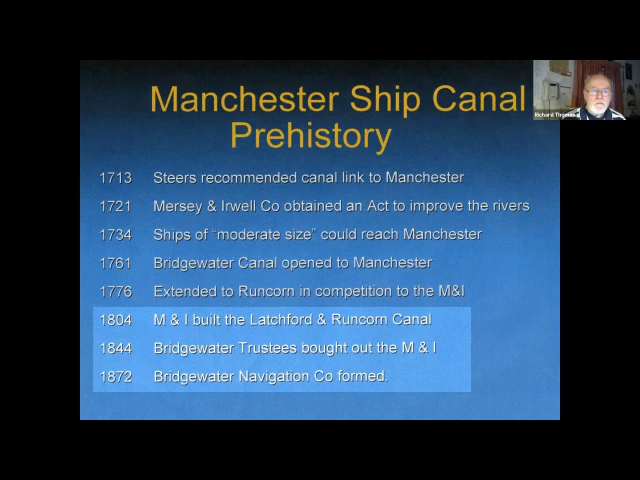 Manchester Ship Canal
Prehistory
Richard Thomas
1713 Steers recommended canal link to Manchester
1721 Mersey & Irwell Co obtained an Act to improve the rivers
1734 Ships of “moderate size” could reach Manchester
1761 Bridgewater Canal opened to Manchester
1776 Extended to Runcorn in competition to the M&I
1804 M & I built the Latchford & Runcorn Canal
1844 Bridgewater Trustees bought out the M & I
1872 Bridgewater Navigation Co formed.